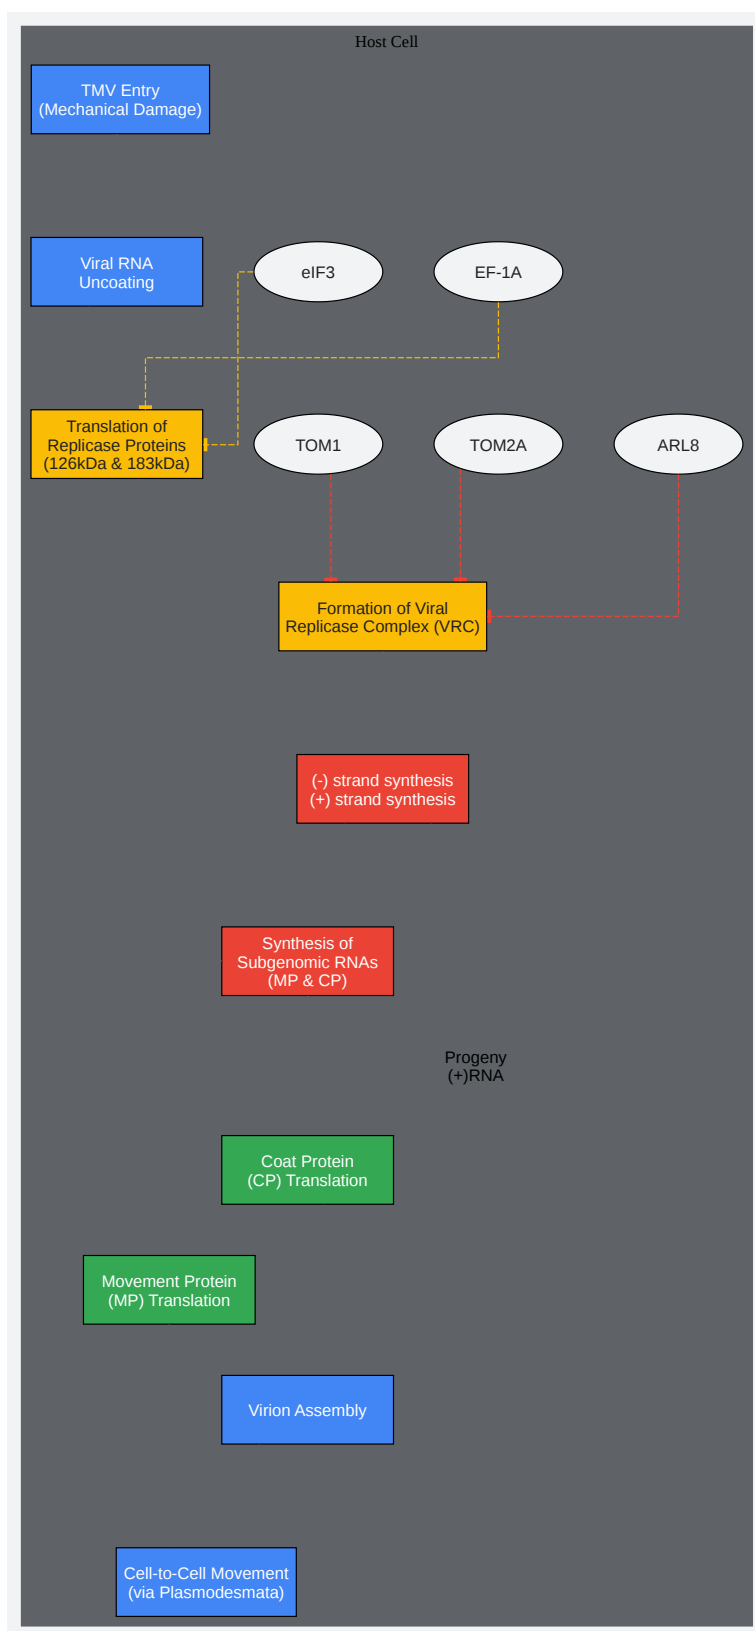 Host Cell
TMV Entry
(Mechanical Damage)
Viral RNA
Uncoating
eIF3
EF-1A
Translation of
Replicase Proteins
(126kDa & 183kDa)
TOM1
TOM2A
ARL8
Formation of Viral
Replicase Complex (VRC)
(-) strand synthesis
(+) strand synthesis
Synthesis of
Subgenomic RNAs
(MP & CP)
Progeny
(+)RNA
Coat Protein
(CP) Translation
Movement Protein
(MP) Translation
Virion Assembly
Cell-to-Cell Movement
(via Plasmodesmata)